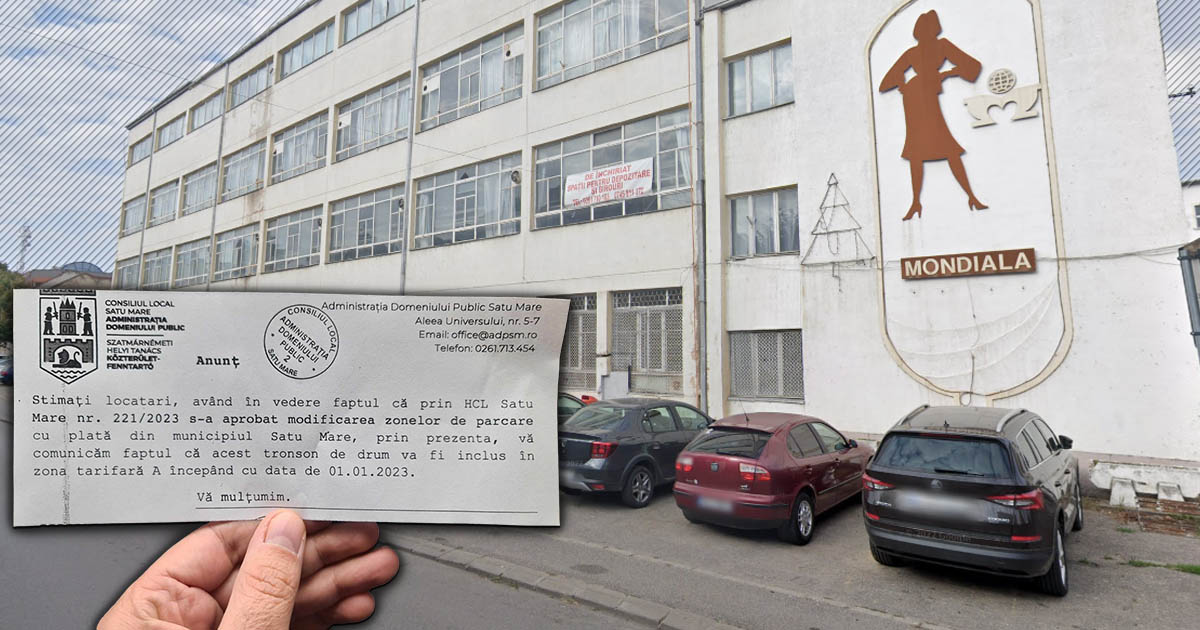 DE ÎNCHIRIAT
SPAȚII PENTRU DEPOZITARE
ȘI BIROURI
MONDIALA
CONSILIUL LOCAL
SATU MARE
ADMINISTRAȚIA
DOMENIULUI PUBLIC
SZATMÁRNÉMETI
HELYI TANÁCS
KÖZTERÜLET-
FENNTARTÓ
CONSILIUL LOCAL
ADMINISTRAȚIA
DOMENIULUI
PUBLIC
2
SATU MARE
Administrația Domeniului Public Satu Mare
Aleea Universului, nr. 5-7
Email: office@adpsm.ro
Telefon: 0261.713.454
Anunț
Stimați locatari, având în vedere faptul că prin HCL Satu
Mare nr. 221/2023 s-a aprobat modificarea zonelor de parcare
cu plată din municipiul Satu Mare, prin prezenta, vă
comunicăm faptul că acest tronson de drum va fi inclus în
zona tarifară A începând cu data de 01.01.2023.
Vă mulțumim.